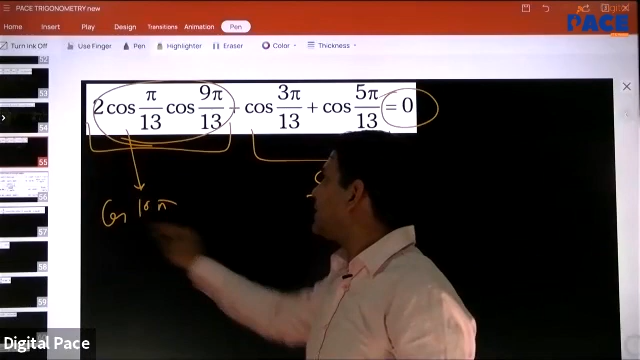 PACE TRIGONOMETRY new
PACE
Home Insert Play Design Transitions Animation Pen
Turn Ink Off Use Finger Pen Highlighter Eraser Color Thickness
2cos π/13 cos 9π/13 + cos 3π/13 + cos 5π/13 = 0
54
55
56
57
58
59
Cos 10π
Digital Pace